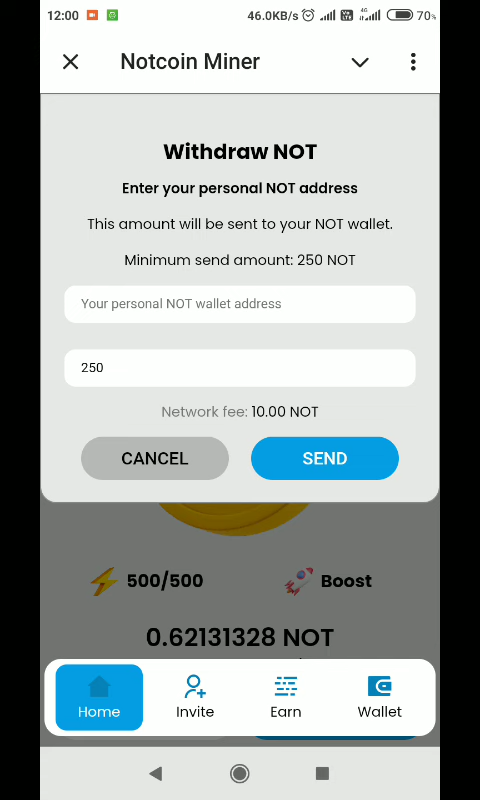 12:00 46.0KB/s 4G 70%
Notcoin Miner
Withdraw NOT
Enter your personal NOT address
This amount will be sent to your NOT wallet.
Minimum send amount: 250 NOT
Your personal NOT wallet address
250
Network fee: 10.00 NOT
CANCEL SEND
500/500 Boost
0.62131328 NOT
Home Invite Earn Wallet